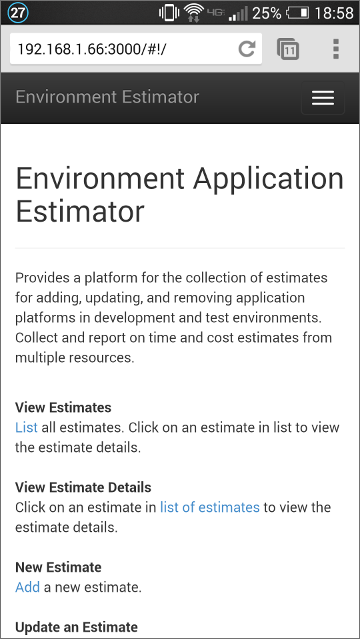 27 4G 25% 18:58
192.168.1.66:3000/#!/ 11
Environment Estimator
Environment Application
Estimator
Provides a platform for the collection of estimates
for adding, updating, and removing application
platforms in development and test environments.
Collect and report on time and cost estimates from
multiple resources.
View Estimates
List all estimates. Click on an estimate in list to view
the estimate details.
View Estimate Details
Click on an estimate in list of estimates to view the
estimate details.
New Estimate
Add a new estimate.
Update an Estimate